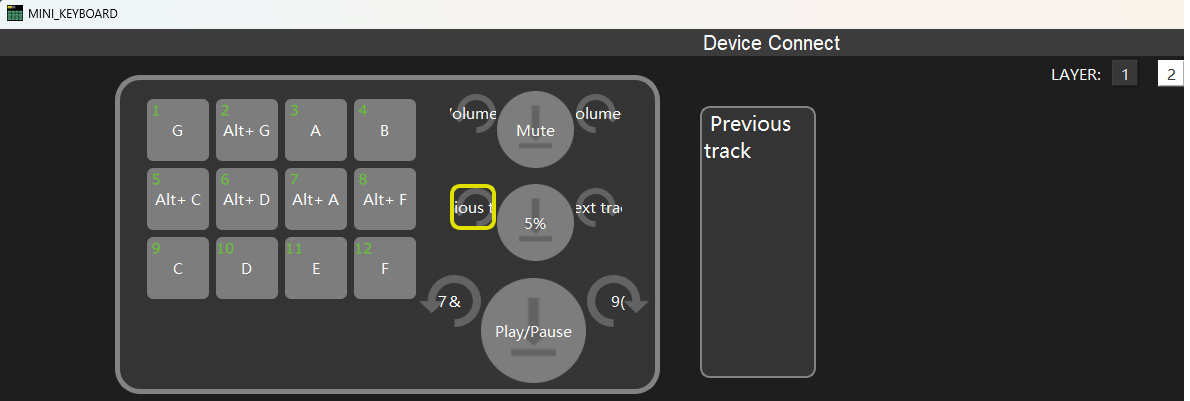 MINI_KEYBOARD
Device Connect
LAYER: 1 2
1 2 3 4
G Alt+ G A B
olume Mute olume
5 6 7 8
Alt+ C Alt+ D Alt+ A Alt+ F
ious t 5% ext tra
9 10 11 12
C D E F
7& 9(
Play/Pause
Previous
track